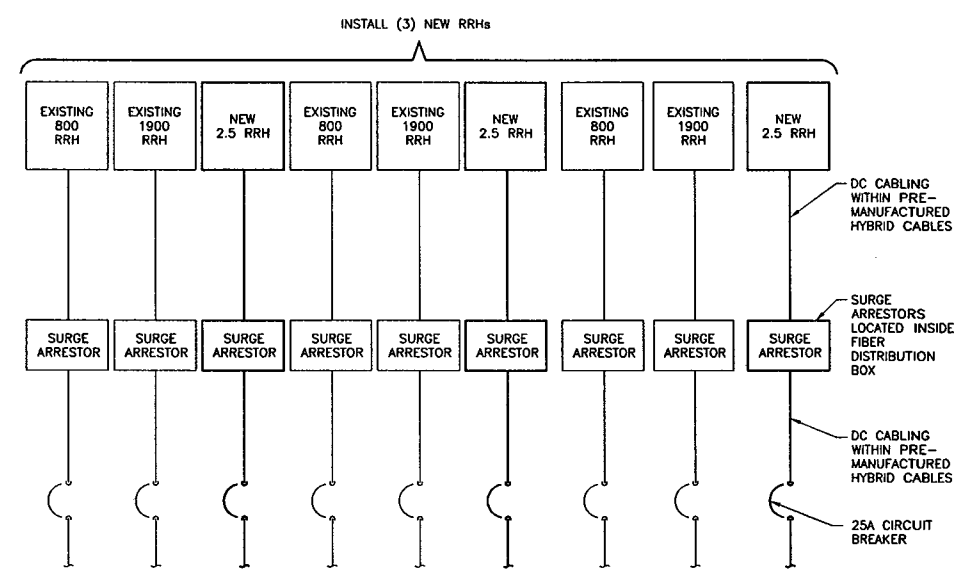 INSTALL (3) NEW RRHs
EXISTING
800
RRH
EXISTING
1900
RRH
NEW
2.5 RRH
EXISTING
800
RRH
EXISTING
1900
RRH
NEW
2.5 RRH
EXISTING
800
RRH
EXISTING
1900
RRH
NEW
2.5 RRH
DC CABLING
WITHIN PRE-
MANUFACTURED
HYBRID CABLES
SURGE
ARRESTOR
SURGE
ARRESTOR
SURGE
ARRESTOR
SURGE
ARRESTOR
SURGE
ARRESTOR
SURGE
ARRESTOR
SURGE
ARRESTOR
SURGE
ARRESTOR
SURGE
ARRESTOR
SURGE
ARRESTORS
LOCATED INSIDE
FIBER
DISTRIBUTION
BOX
DC CABLING
WITHIN PRE-
MANUFACTURED
HYBRID CABLES
25A CIRCUIT
BREAKER